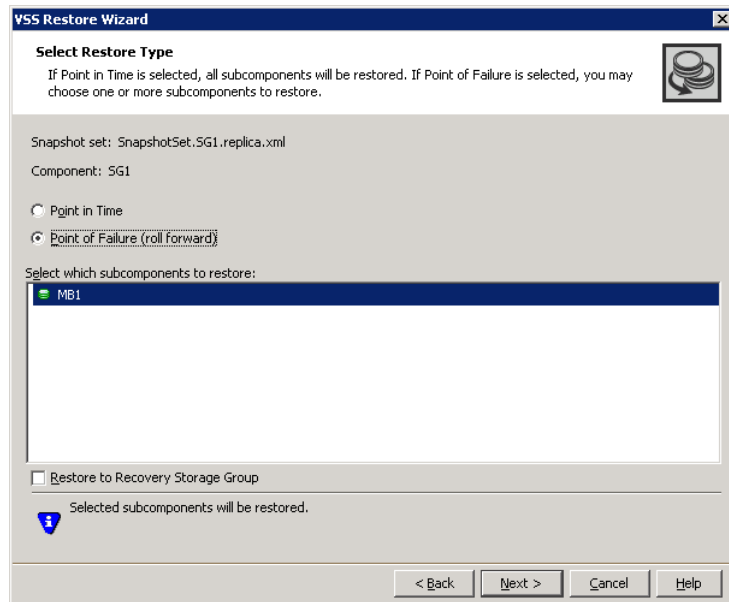 VSS Restore Wizard
Select Restore Type
If Point in Time is selected, all subcomponents will be restored. If Point of Failure is selected, you may
choose one or more subcomponents to restore.
Snapshot set: SnapshotSet.SG1.replica.xml
Component: SG1
Point in Time
Point of Failure (roll forward)
Select which subcomponents to restore:
MB1
Restore to Recovery Storage Group
Selected subcomponents will be restored.
< Back Next > Cancel Help